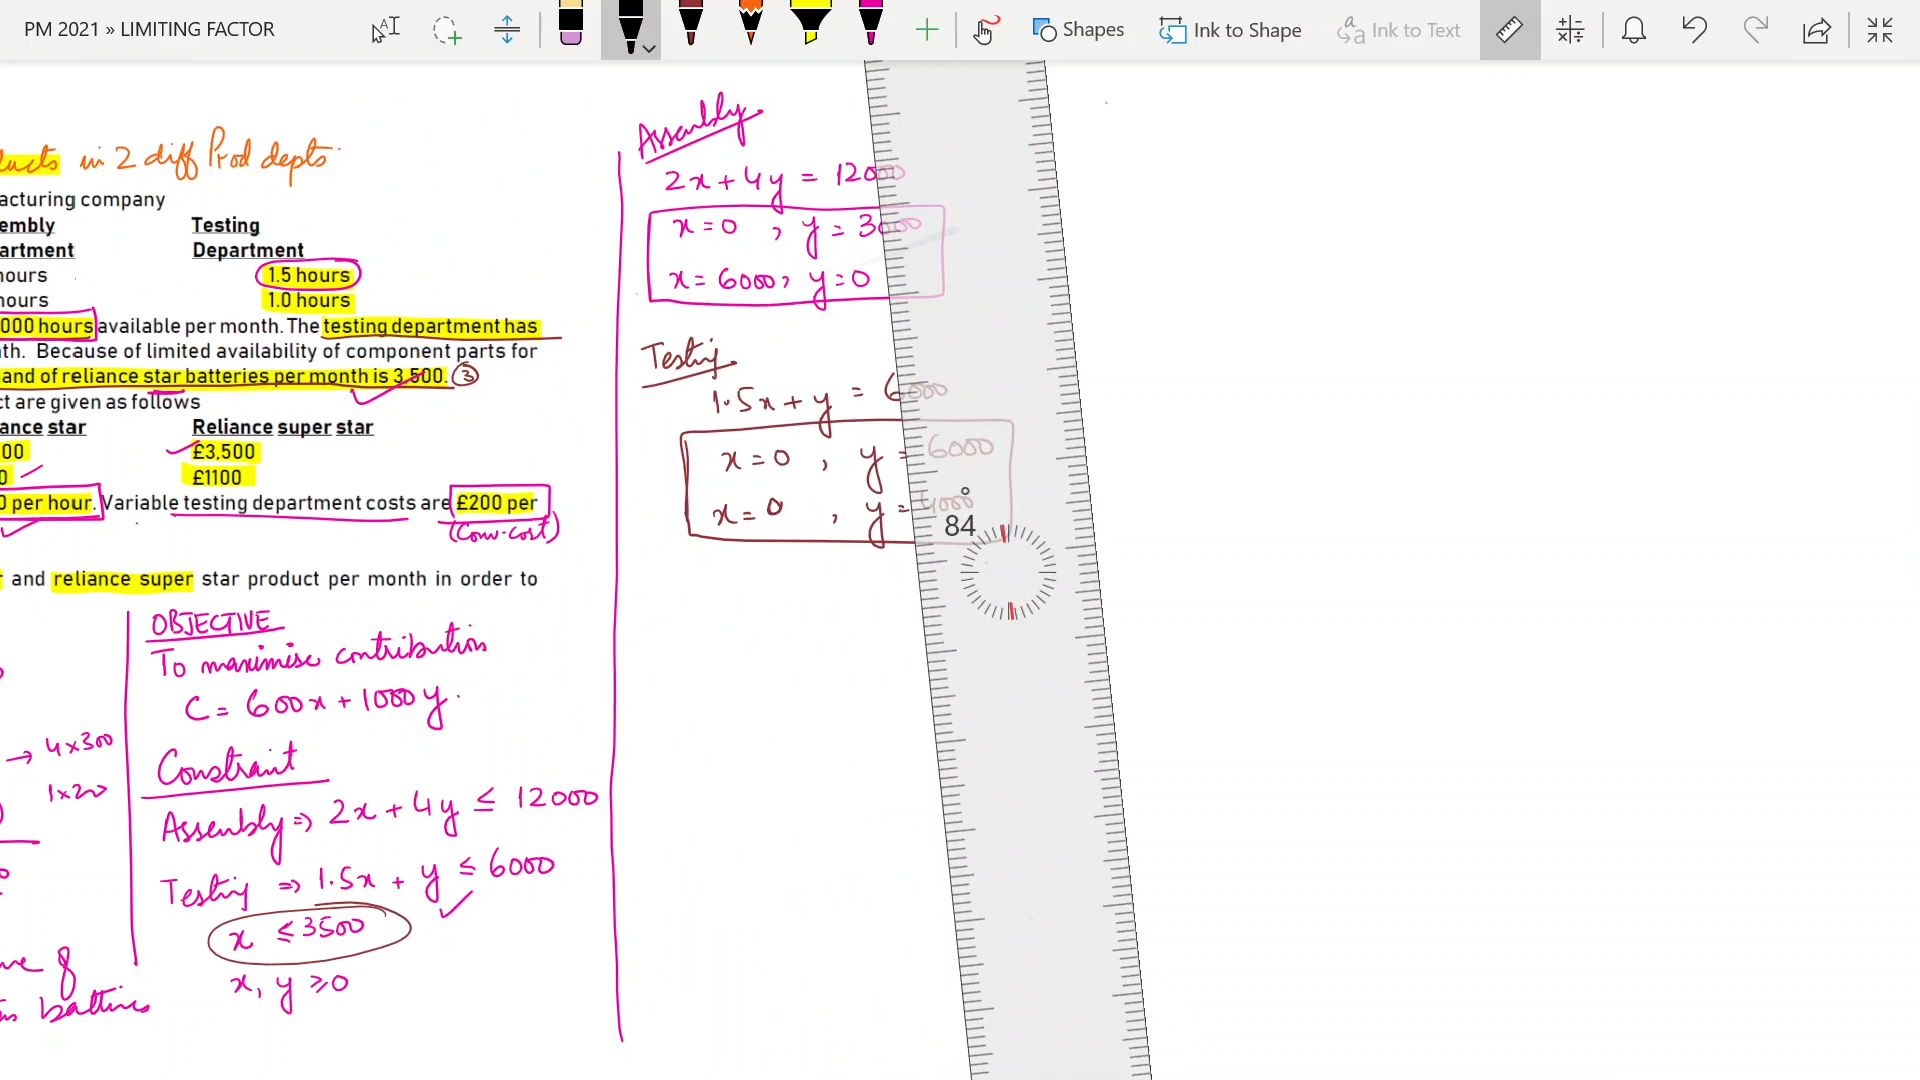 PM 2021 » LIMITING FACTOR
Shapes
Ink to Shape
Ink to Text
ducts in 2 diff Prod depts
acturing company
embly Testing
artment Department
hours 1.5 hours
hours 1.0 hours
000 hours available per month. The testing department has
th. Because of limited availability of component parts for
and of reliance star batteries per month is 3,500. 3
ct are given as follows
ance star Reliance super star
00 £3,500
0 £1100
0 per hour. Variable testing department costs are £200 per
(Conv. cost)
and reliance super star product per month in order to
→ 4x300
1x200
OBJECTIVE
To maximise contribution
C = 600x + 1000y.
Constraint
Assembly ⇒ 2x + 4y ≤ 12000
Testing ⇒ 1.5x + y ≤ 6000
x ≤ 3500
x, y ≥ 0
batteries
Assembly
2x + 4y = 12000
x = 0 , y = 3000
x = 6000, y = 0
Testing
1.5x + y = 6000
x = 0 , y = 6000
x = 0 , y = 4000
84°